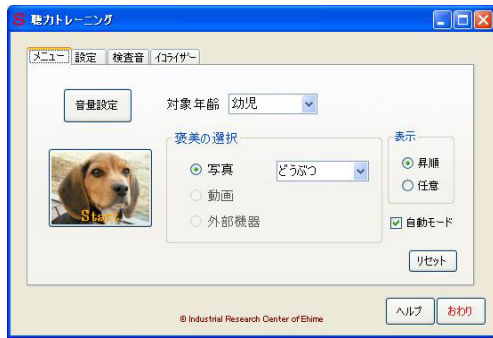 S 聴力トレーニング
メニュー 設定 検査音 イコライザー
音量設定 対象年齢 幼児
褒美の選択 表示
写真 どうぶつ 昇順
動画 任意
Start 外部機器 自動モード
リセット
© Industrial Research Center of Ehime ヘルプ おわり